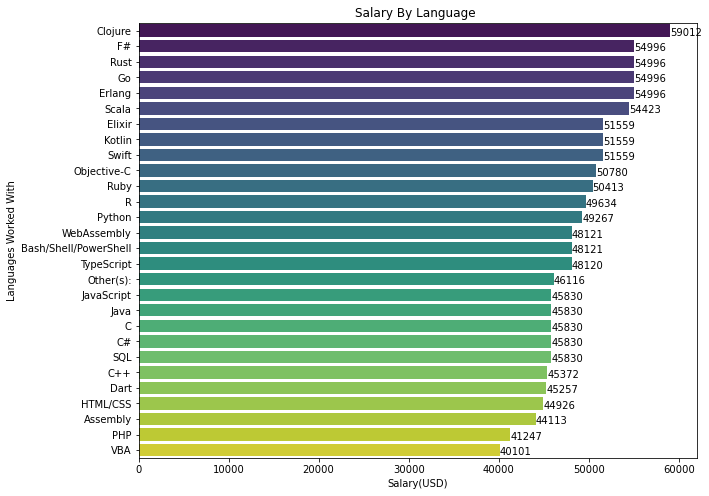 Salary By Language
Languages Worked With
Clojure 59012
F# 54996
Rust 54996
Go 54996
Erlang 54996
Scala 54423
Elixir 51559
Kotlin 51559
Swift 51559
Objective-C 50780
Ruby 50413
R 49634
Python 49267
WebAssembly 48121
Bash/Shell/PowerShell 48121
TypeScript 48120
Other(s): 46116
JavaScript 45830
Java 45830
C 45830
C# 45830
SQL 45830
C++ 45372
Dart 45257
HTML/CSS 44926
Assembly 44113
PHP 41247
VBA 40101
0 10000 20000 30000 40000 50000 60000
Salary(USD)